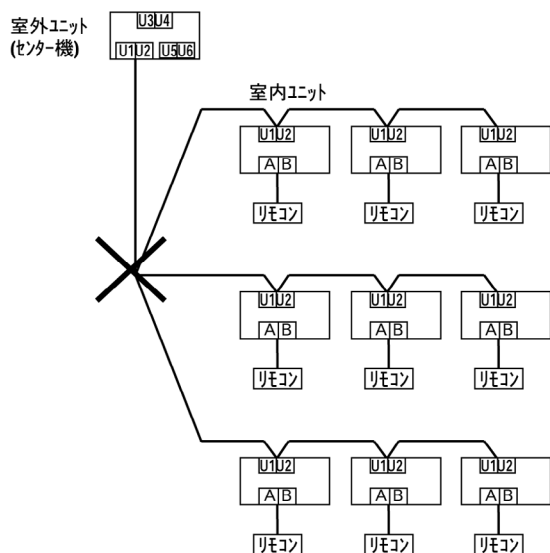 室外ユニット
(センター機)
U3U4
U1U2 U5U6
室内ユニット
U1U2 U1U2 U1U2
A B A B A B
リモコン リモコン リモコン
U1U2 U1U2 U1U2
A B A B A B
リモコン リモコン リモコン
U1U2 U1U2 U1U2
A B A B A B
リモコン リモコン リモコン